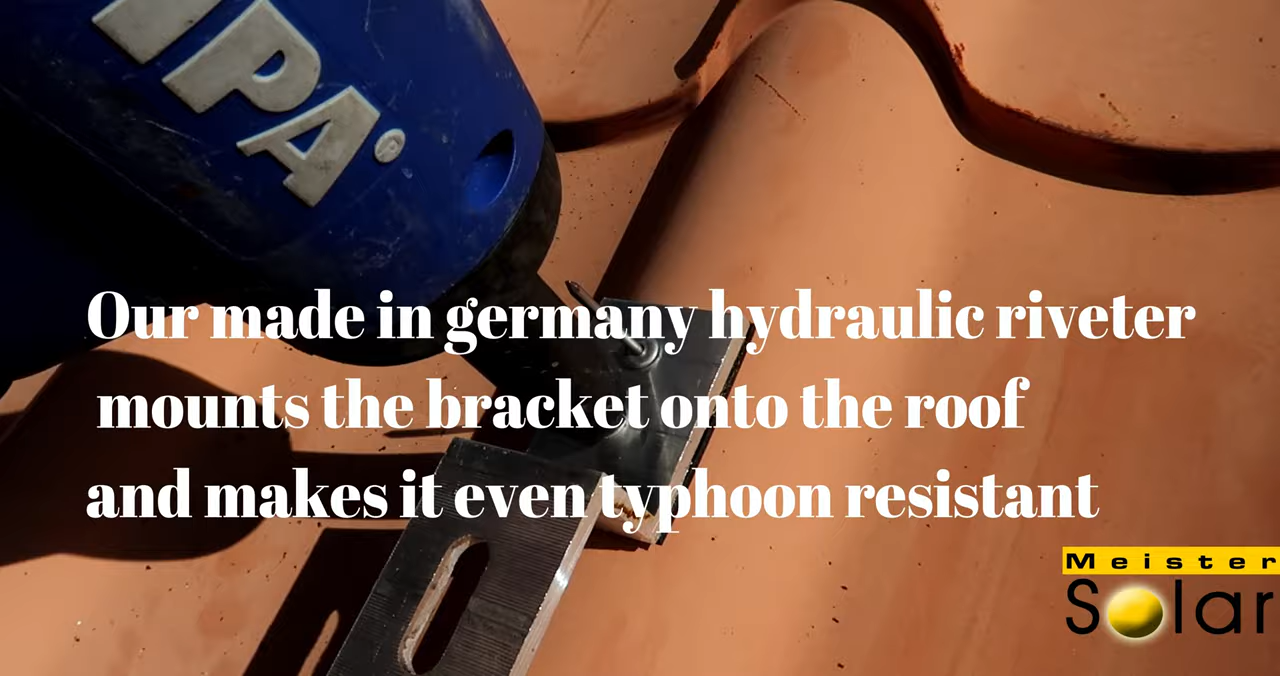 IPA®
Our made in germany hydraulic riveter
mounts the bracket onto the roof
and makes it even typhoon resistant
Meister
Solar